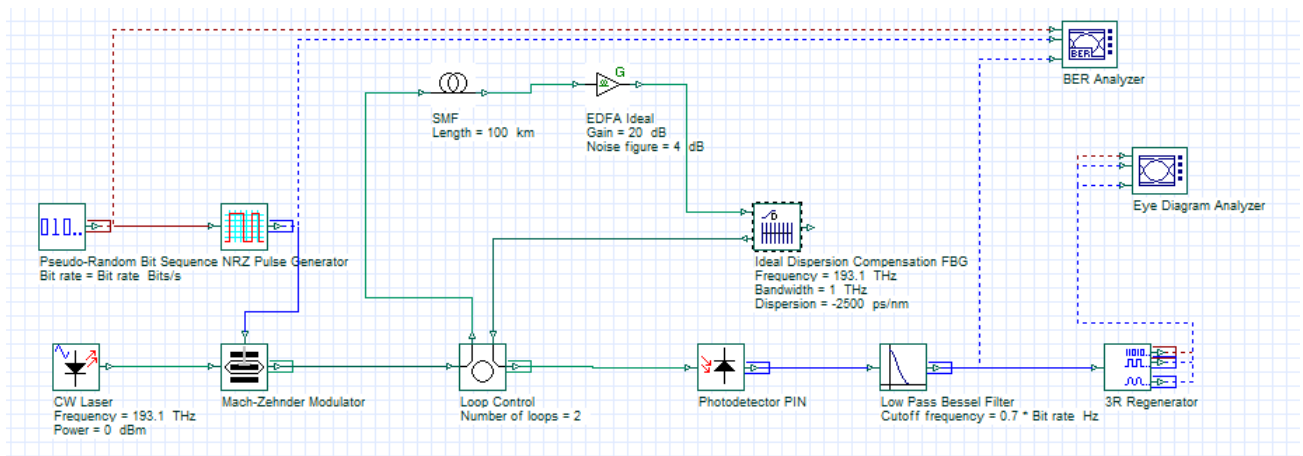 BER
BER Analyzer
G
SMF
Length = 100 km
EDFA Ideal
Gain = 20 dB
Noise figure = 4 dB
Eye Diagram Analyzer
010..
D
Pseudo-Random Bit Sequence
Bit rate = Bit rate Bits/s
NRZ Pulse Generator
Ideal Dispersion Compensation FBG
Frequency = 193.1 THz
Bandwidth = 1 THz
Dispersion = -2500 ps/nm
CW Laser
Frequency = 193.1 THz
Power = 0 dBm
Mach-Zehnder Modulator
Loop Control
Number of loops = 2
Photodetector PIN
Low Pass Bessel Filter
Cutoff frequency = 0.7 * Bit rate Hz
3R Regenerator